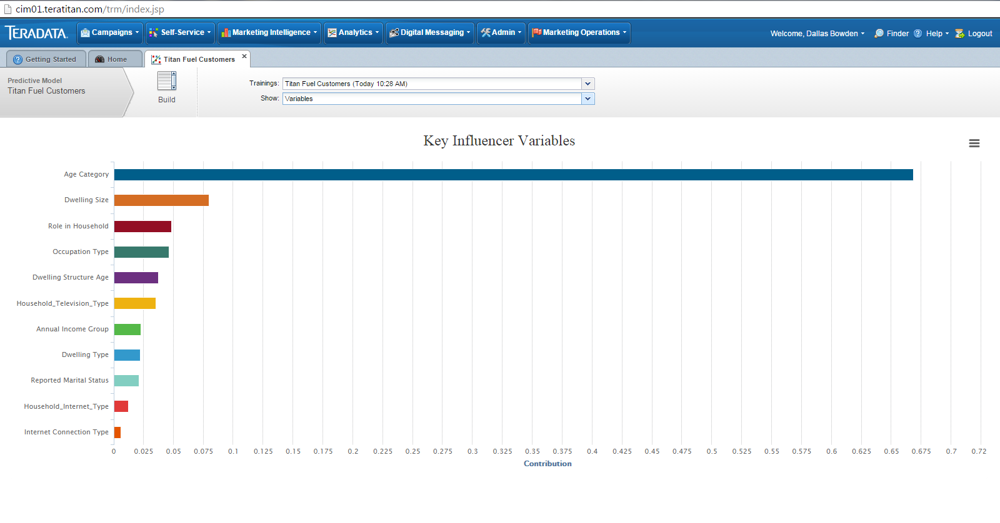 cim01.teratitan.com/trm/index.jsp
TERADATA. Campaigns Self-Service Marketing Intelligence Analytics Digital Messaging Admin Marketing Operations Welcome, Dallas Bowden Finder ? Help Logout
? Getting Started Home Titan Fuel Customers ×
Predictive Model
Titan Fuel Customers
Build
Trainings: Titan Fuel Customers (Today 10:28 AM)
Show: Variables
Key Influencer Variables
Age Category
Dwelling Size
Role in Household
Occupation Type
Dwelling Structure Age
Household_Television_Type
Annual Income Group
Dwelling Type
Reported Marital Status
Household_Internet_Type
Internet Connection Type
0 0.025 0.05 0.075 0.1 0.125 0.15 0.175 0.2 0.225 0.25 0.275 0.3 0.325 0.35 0.375 0.4 0.425 0.45 0.475 0.5 0.525 0.55 0.575 0.6 0.625 0.65 0.675 0.7 0.72
Contribution